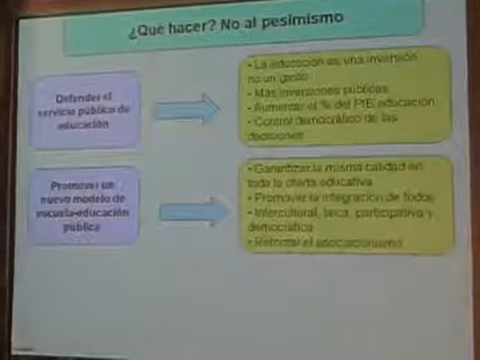 ¿Qué hacer? No al pesimismo
Defender el
servicio público de
educación
• La educación es una inversión
no un gasto
• Más inversiones públicas
• Aumentar el % del PIB educación
• Control democrático de las
decisiones
Promover un
nuevo modelo de
escuela-educación
pública
• Garantizar la misma calidad en
toda la oferta educativa
• Promover la integración de todos
• Intercultural, laica, participativa y
democrática
• Reforzar el asociacionismo